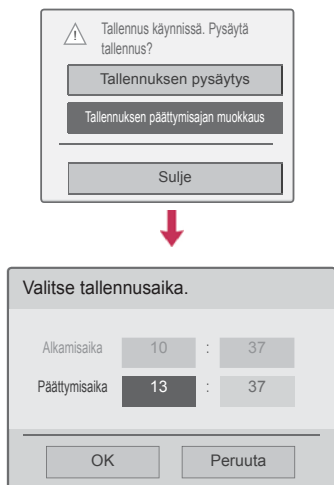 Tallennus käynnissä. Pysäytä
tallennus?
Tallennuksen pysäytys
Tallennuksen päättymisajan muokkaus
Sulje
Valitse tallennusaika.
Alkamisaika 10 : 37
Päättymisaika 13 : 37
OK Peruuta